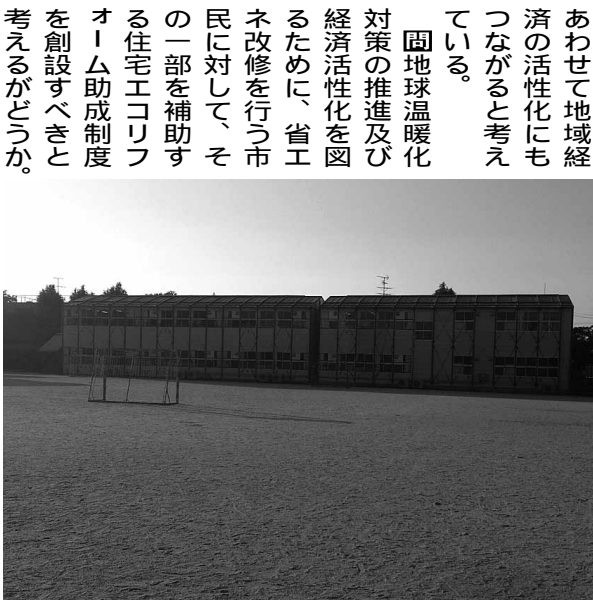 あわせて地域経
済の活性化にも
つながると考え
ている。
問地球温暖化
対策の推進及び
経済活性化を図
るために、省エ
ネ改修を行う市
民に対して、そ
の一部を補助す
る住宅エコリフ
ォーム助成制度
を創設すべきと
考えるがどうか。